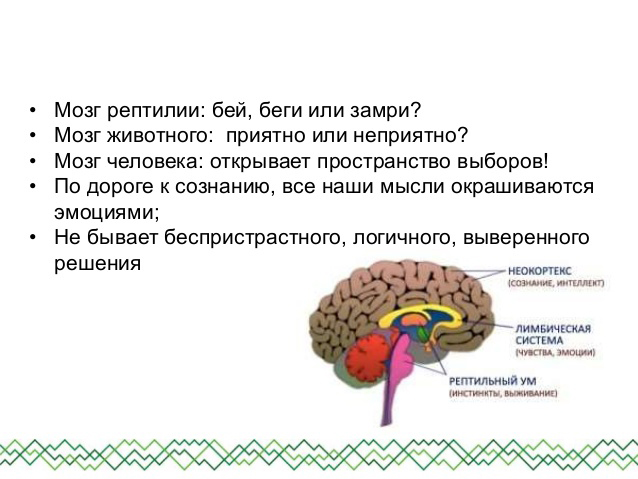 • Мозг рептилии: бей, беги или замри?
• Мозг животного:  приятно или неприятно?
• Мозг человека: открывает пространство выборов!
• По дороге к сознанию, все наши мысли окрашиваются
эмоциями;
• Не бывает беспристрастного, логичного, выверенного
решения
НЕОКОРТЕКС
(СОЗНАНИЕ, ИНТЕЛЛЕКТ)
ЛИМБИЧЕСКАЯ
СИСТЕМА
(ЧУВСТВА, ЭМОЦИИ)
РЕПТИЛЬНЫЙ УМ
(ИНСТИНКТЫ, ВЫЖИВАНИЕ)